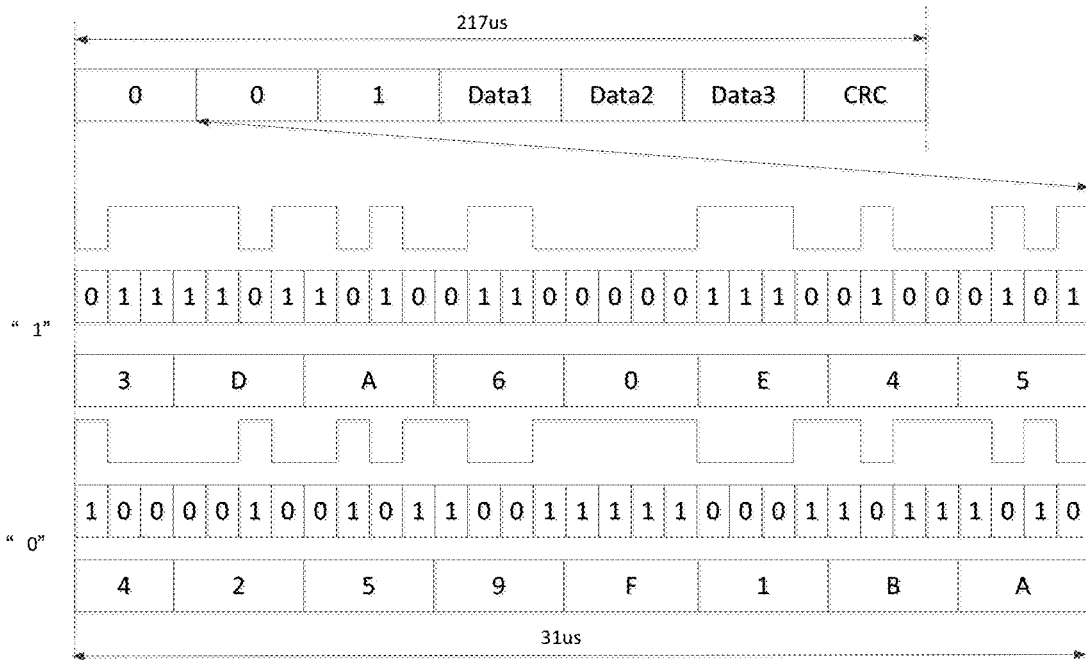 217us
0 0 1 Data1 Data2 Data3 CRC
0 1 1 1 1 0 1 1 0 1 0 0 1 1 0 0 0 0 0 1 1 1 0 0 1 0 0 0 1 0 1
“ 1”
3 D A 6 0 E 4 5
1 0 0 0 0 1 0 0 1 0 1 1 0 0 1 1 1 1 1 0 0 0 1 1 0 1 1 1 0 1 0
“ 0”
4 2 5 9 F 1 B A
31us